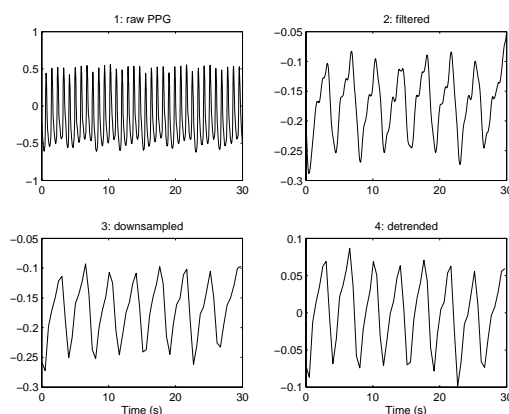 1: raw PPG
1
0.5
0
−0.5
−1
0 10 20 30
2: filtered
−0.05
−0.1
−0.15
−0.2
−0.25
−0.3
0 10 20 30
3: downsampled
−0.05
−0.1
−0.15
−0.2
−0.25
−0.3
0 10 20 30
Time (s)
4: detrended
0.1
0.05
0
−0.05
−0.1
0 10 20 30
Time (s)